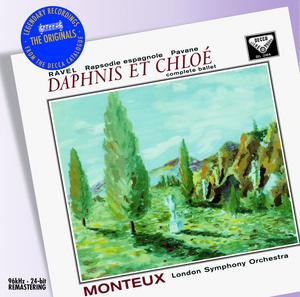 LEGENDARY RECORDINGS
THE ORIGINALS
FROM THE DECCA CATALOGUE
RAVEL Rapsodie espagnole Pavane
DAPHNIS ET CHLOÉ
complete ballet
DECCA
MONTEUX London Symphony Orchestra
96kHz · 24-bit
REMASTERING